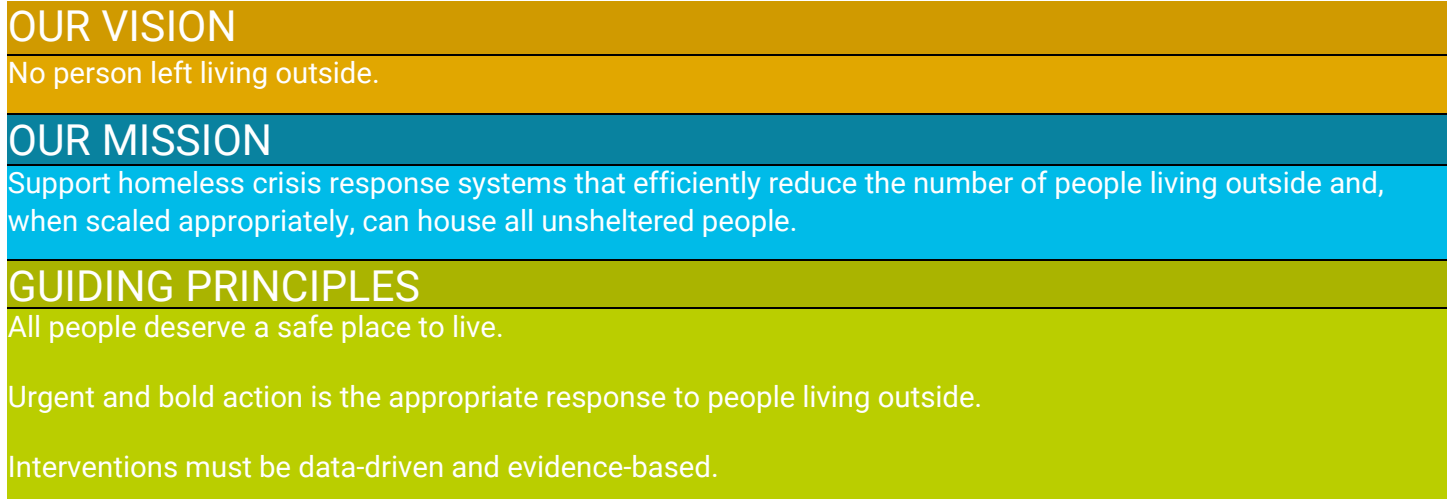 OUR VISION
No person left living outside.
OUR MISSION
Support homeless crisis response systems that efficiently reduce the number of people living outside and,
when scaled appropriately, can house all unsheltered people.
GUIDING PRINCIPLES
All people deserve a safe place to live.
Urgent and bold action is the appropriate response to people living outside.
Interventions must be data-driven and evidence-based.